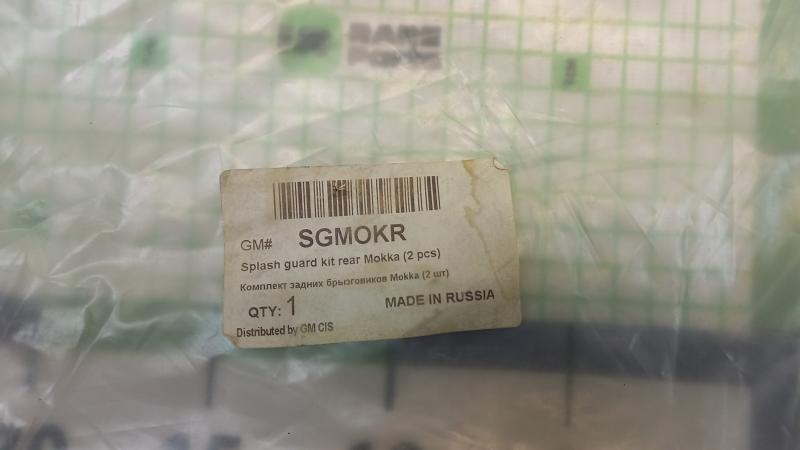 GM# SGMOKR
Splash guard kit rear Mokka (2 pcs)
Комплект задних брызговиков Mokka (2 шт)
QTY: 1 MADE IN RUSSIA
Distributed by GM CIS